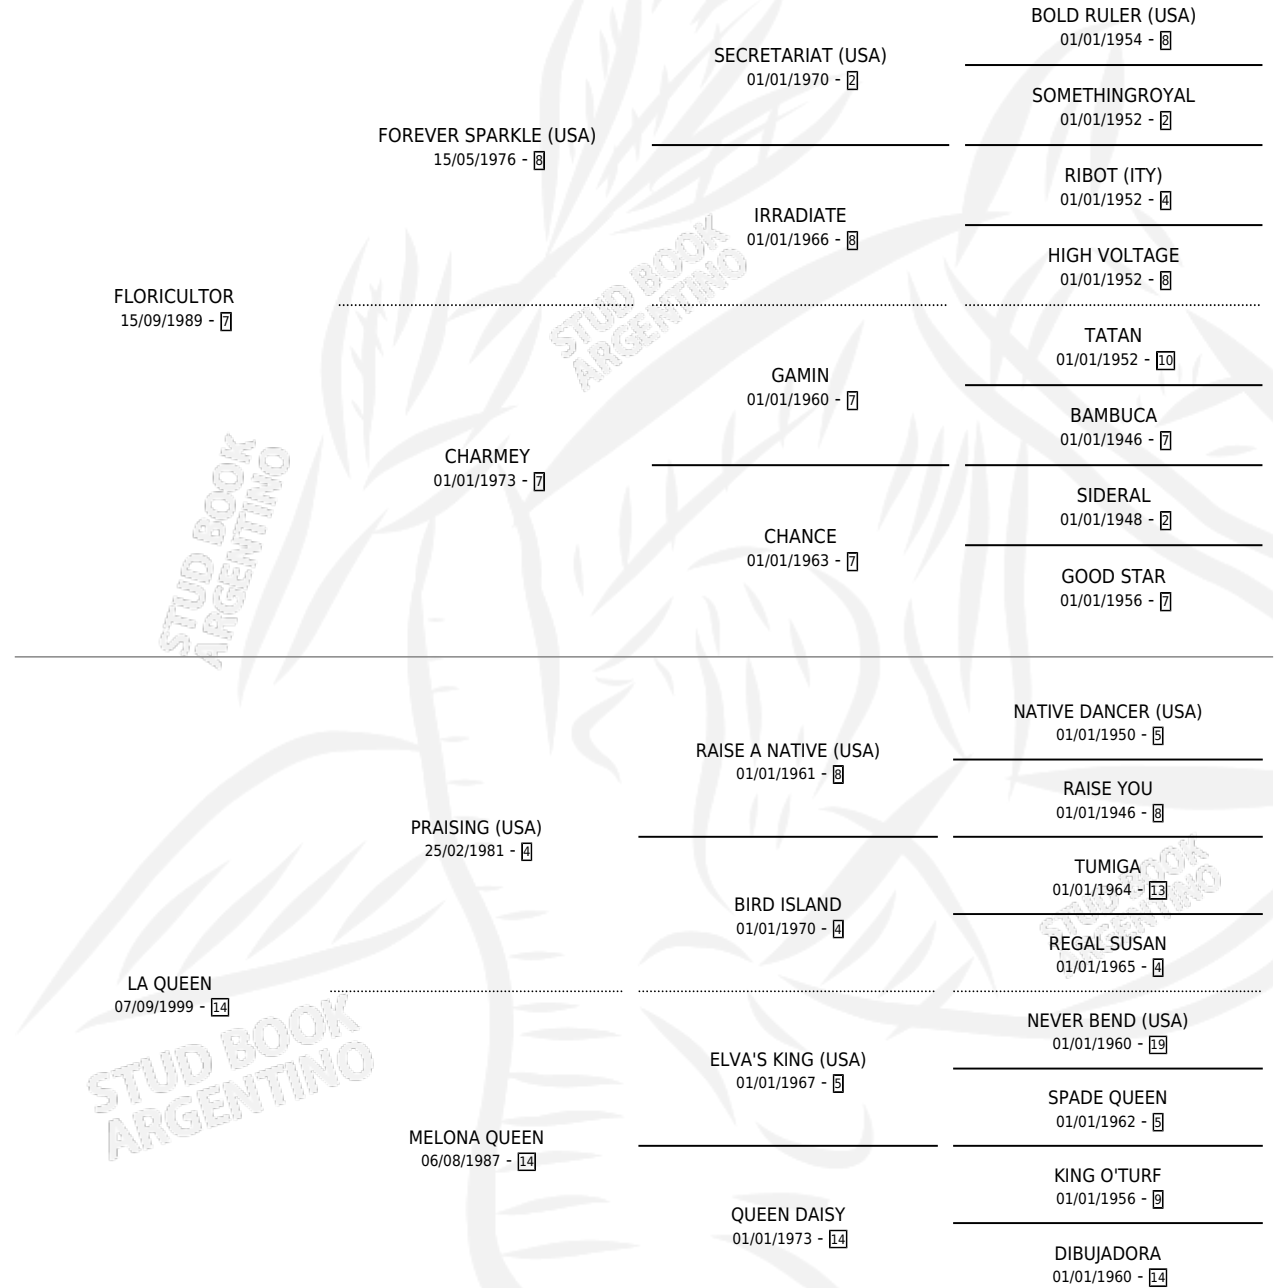 BOLD RULER (USA)
01/01/1954 - 8
SECRETARIAT (USA)
01/01/1970 - 2
SOMETHINGROYAL
01/01/1952 - 2
FOREVER SPARKLE (USA)
15/05/1976 - 8
RIBOT (ITY)
01/01/1952 - 4
IRRADIATE
01/01/1966 - 8
HIGH VOLTAGE
01/01/1952 - 8
FLORICULTOR
15/09/1989 - 7
TATAN
01/01/1952 - 10
GAMIN
01/01/1960 - 7
BAMBUCA
01/01/1946 - 7
CHARMEY
01/01/1973 - 7
SIDERAL
01/01/1948 - 2
CHANCE
01/01/1963 - 7
GOOD STAR
01/01/1956 - 7
NATIVE DANCER (USA)
01/01/1950 - 5
RAISE A NATIVE (USA)
01/01/1961 - 8
RAISE YOU
01/01/1946 - 8
PRAISING (USA)
25/02/1981 - 4
TUMIGA
01/01/1964 - 13
BIRD ISLAND
01/01/1970 - 4
REGAL SUSAN
01/01/1965 - 4
LA QUEEN
07/09/1999 - 14
NEVER BEND (USA)
01/01/1960 - 19
ELVA'S KING (USA)
01/01/1967 - 5
SPADE QUEEN
01/01/1962 - 5
MELONA QUEEN
06/08/1987 - 14
KING O'TURF
01/01/1956 - 9
QUEEN DAISY
01/01/1973 - 14
DIBUJADORA
01/01/1960 - 14
STUD BOOK
ARGENTINO
STUD BOOK
ARGENTINO
STUD BOOK
ARGENTINO
STUD BOOK
ARGENTINO